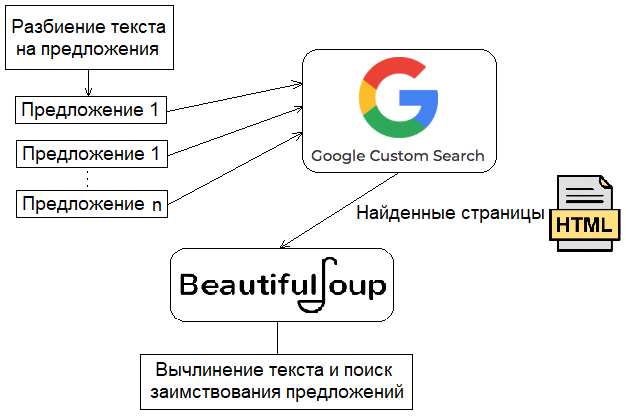 Разбиение текста
на предложения
Предложение 1
Предложение 1
Предложение n
Google Custom Search
Найденные страницы
HTML
BeautifulSoup
Вычлинение текста и поиск
заимствования предложений